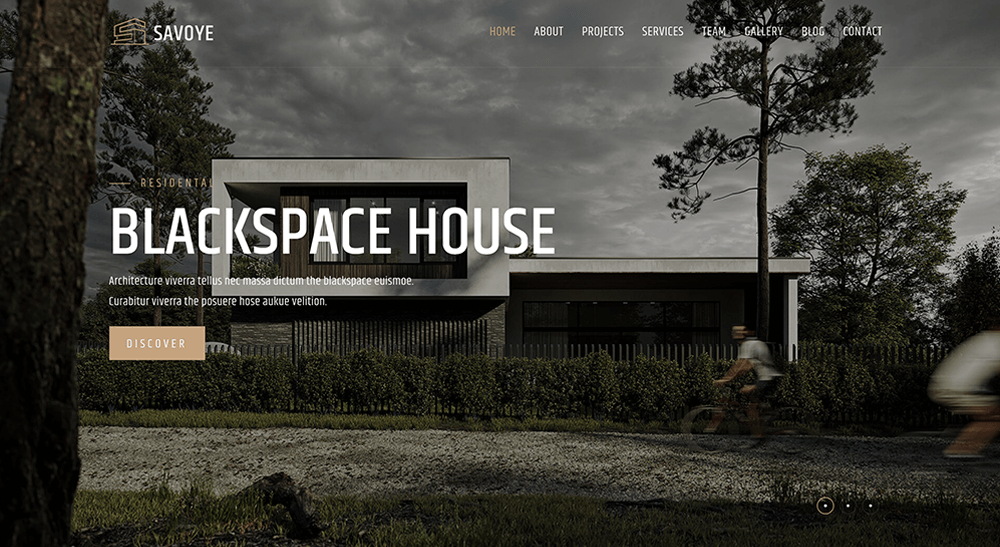 SAVOYE
HOME ABOUT PROJECTS SERVICES TEAM GALLERY BLOG CONTACT
RESIDENTAL
BLACKSPACE HOUSE
Architecture viverra tellus nec massa dictum the blackspace euismoe.
Curabitur viverra the posuere hose aukue velition.
DISCOVER